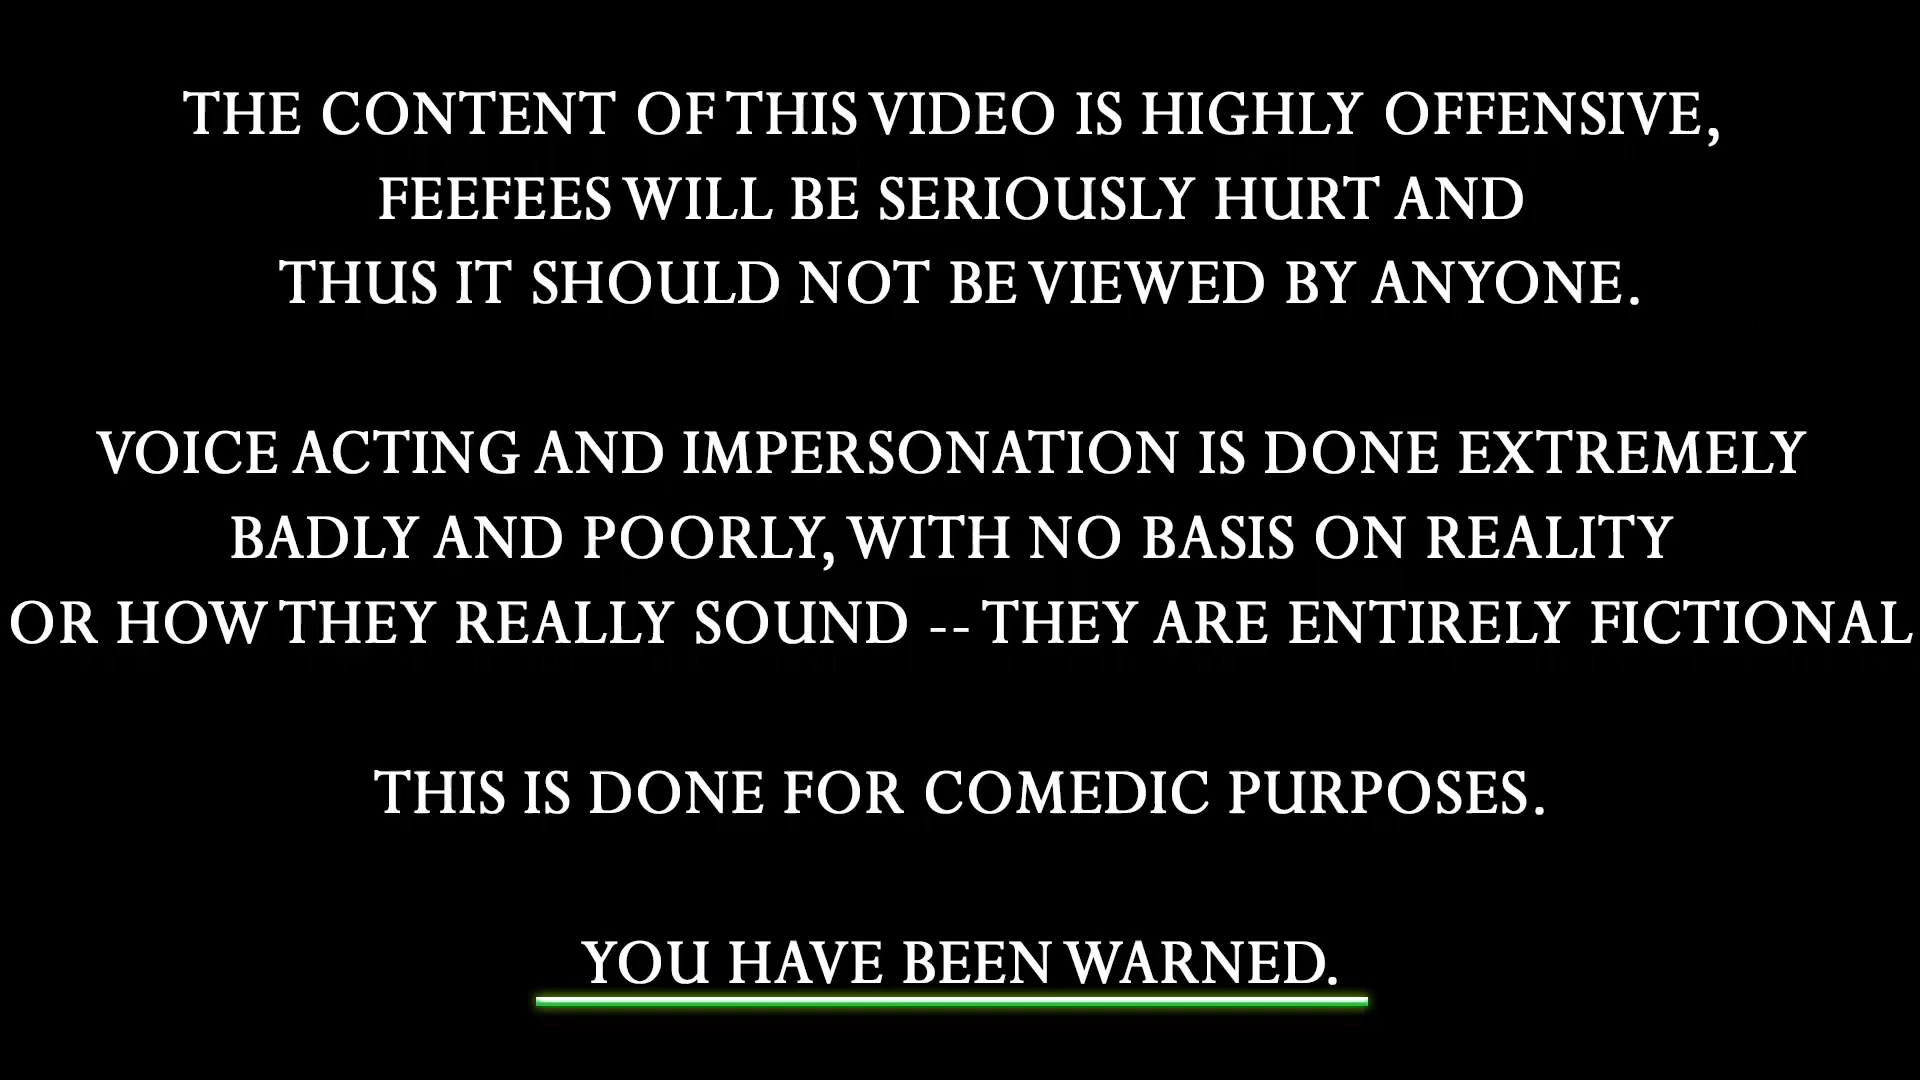 THE CONTENT OF THIS VIDEO IS HIGHLY OFFENSIVE,
FEEFEES WILL BE SERIOUSLY HURT AND
THUS IT SHOULD NOT BE VIEWED BY ANYONE.
VOICE ACTING AND IMPERSONATION IS DONE EXTREMELY
BADLY AND POORLY, WITH NO BASIS ON REALITY
OR HOW THEY REALLY SOUND -- THEY ARE ENTIRELY FICTIONAL
THIS IS DONE FOR COMEDIC PURPOSES.
YOU HAVE BEEN WARNED.